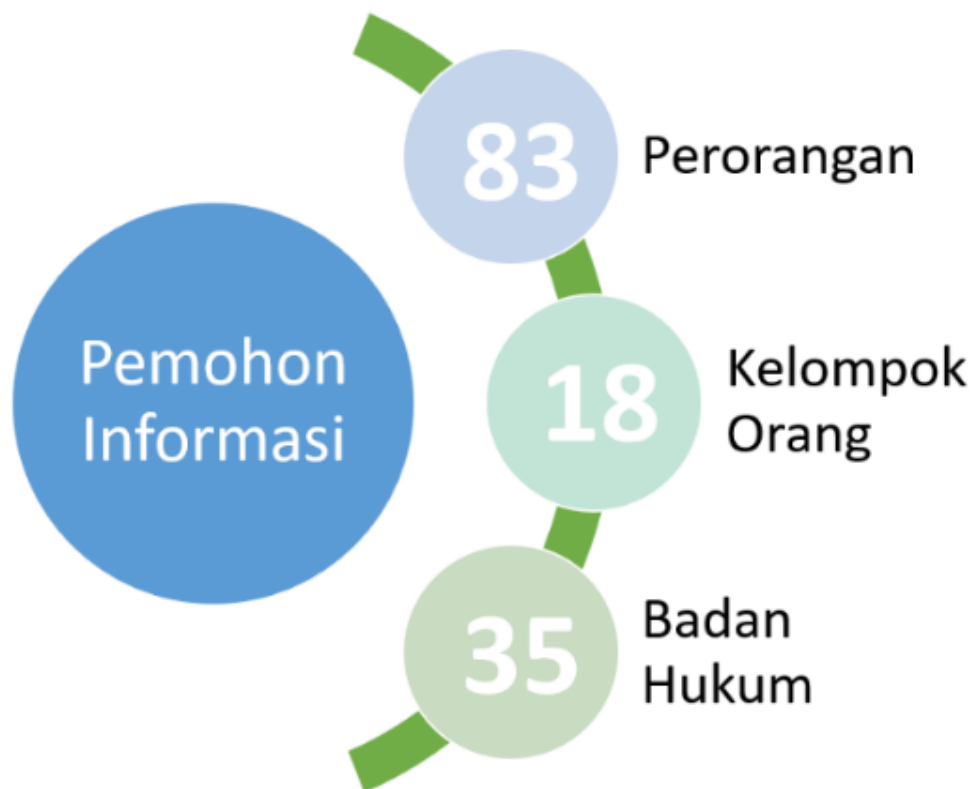 Pemohon
Informasi
83
Perorangan
18
Kelompok
Orang
35
Badan
Hukum